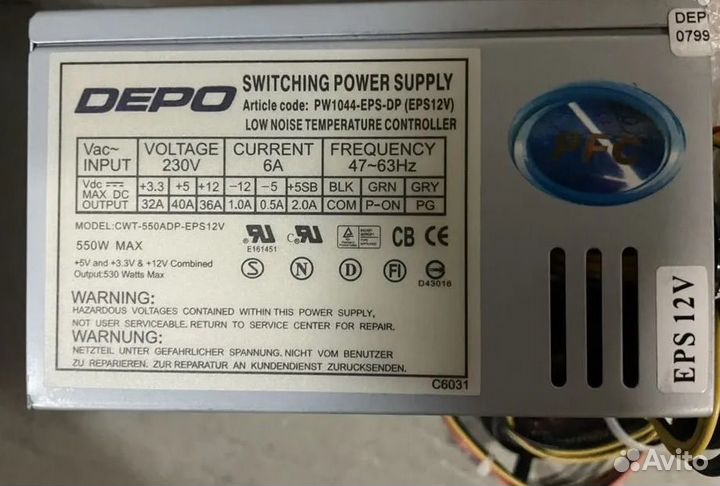 DEP
0799
DEPO
SWITCHING POWER SUPPLY
Article code: PW1044-EPS-DP (EPS12V)
LOW NOISE TEMPERATURE CONTROLLER
PFC
Vac~ INPUT VOLTAGE 230V CURRENT 6A FREQUENCY 47~63Hz
Vdc MAX DC OUTPUT +3.3 +5 +12 -12 -5 +5SB BLK GRN GRY
32A 40A 36A 1.0A 0.5A 2.0A COM P-ON PG
MODEL:CWT-550ADP-EPS12V
550W MAX
+5V and +3.3V & +12V Combined
Output:530 Watts Max
E161451
CB CE
S N D FI
D43016
WARNING:
HAZARDOUS VOLTAGES CONTAINED WITHIN THIS POWER SUPPLY,
NOT USER SERVICEABLE. RETURN TO SERVICE CENTER FOR REPAIR.
WARNUNG:
NETZTEIL UNTER GEFAHRLICHER SPANNUNG. NICHT VOM BENUTZER
ZU REPARIEREN. ZUR REPARATUR AN KUNDENDIENST EINSENDEN.
C6031
EPS 12V
Avito